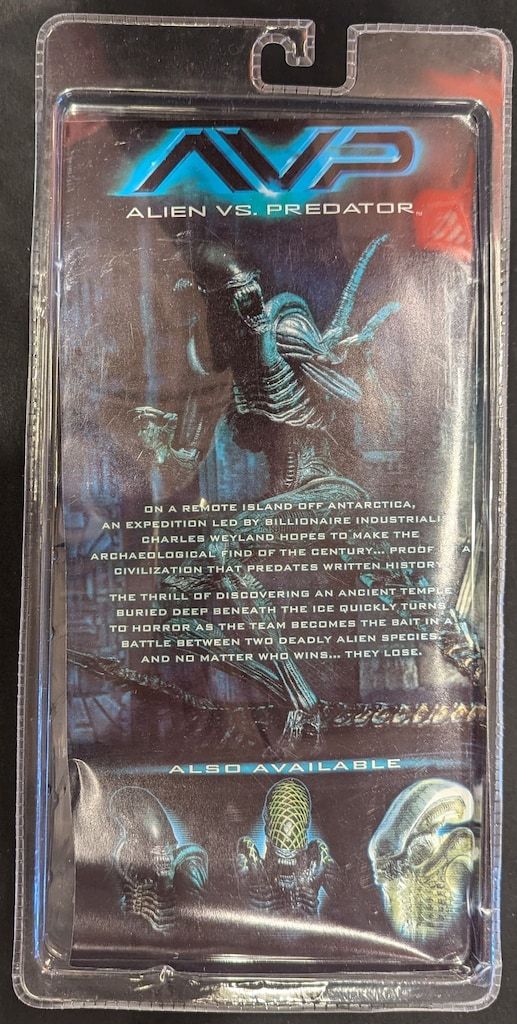 AVP
ALIEN VS. PREDATOR™
ON A REMOTE ISLAND OFF ANTARCTICA,
AN EXPEDITION LED BY BILLIONAIRE
CHARLES WEYLAND HOPES TO MAKE THE
ARCHAEOLOGICAL FIND OF THE CENTURY... PROOF A
CIVILIZATION THAT PREDATES WRITTEN HISTORY
THE THRILL OF DISCOVERING AN ANCIENT TEMPLE
BURIED DEEP BENEATH THE ICE QUICKLY TURNS
TO HORROR AS THE TEAM BECOMES THE BAIT IN A
BATTLE BETWEEN TWO DEADLY ALIEN SPECIES.
AND NO MATTER WHO WINS... THEY LOSE.
ALSO AVAILABLE